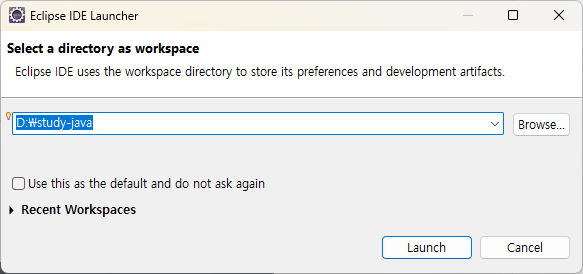 Eclipse IDE Launcher
Select a directory as workspace
Eclipse IDE uses the workspace directory to store its preferences and development artifacts.
D:₩study-java
Browse...
Use this as the default and do not ask again
Recent Workspaces
Launch
Cancel